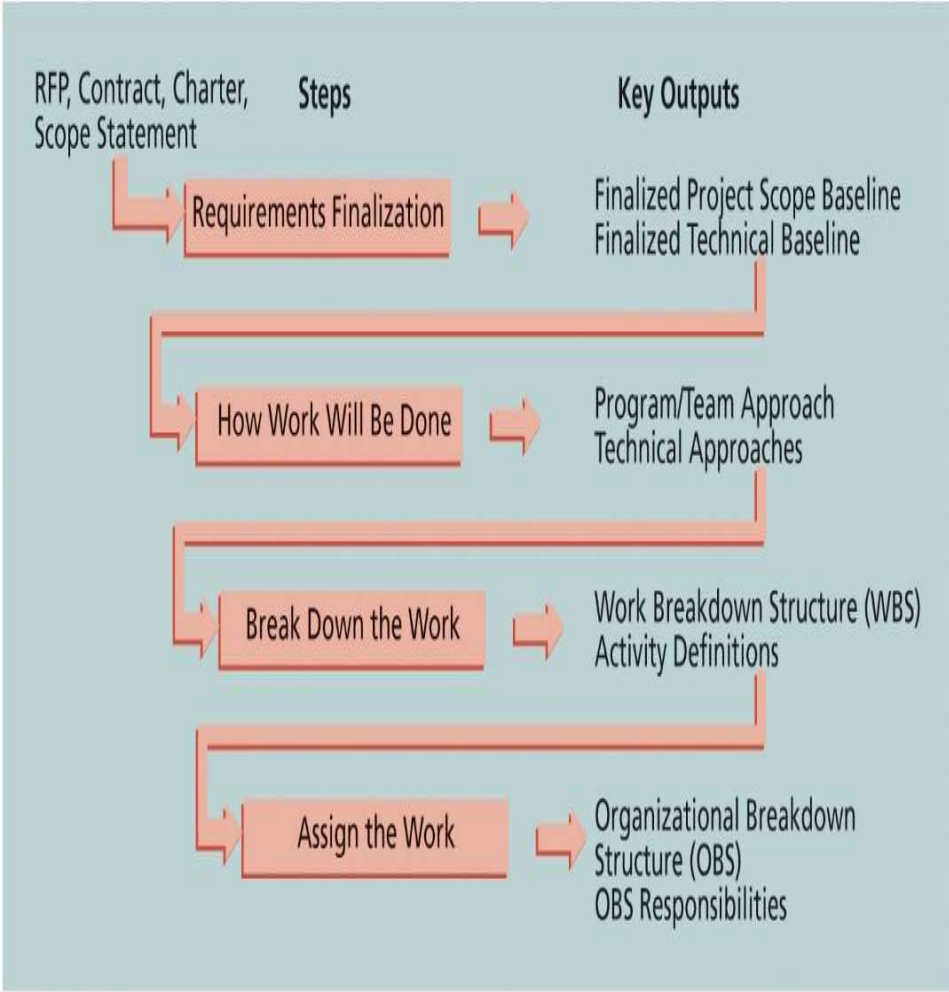 RFP, Contract, Charter,
Scope Statement
Steps
Key Outputs
Requirements Finalization
Finalized Project Scope Baseline
Finalized Technical Baseline
How Work Will Be Done
Program/Team Approach
Technical Approaches
Break Down the Work
Work Breakdown Structure (WBS)
Activity Definitions
Assign the Work
Organizational Breakdown
Structure (OBS)
OBS Responsibilities